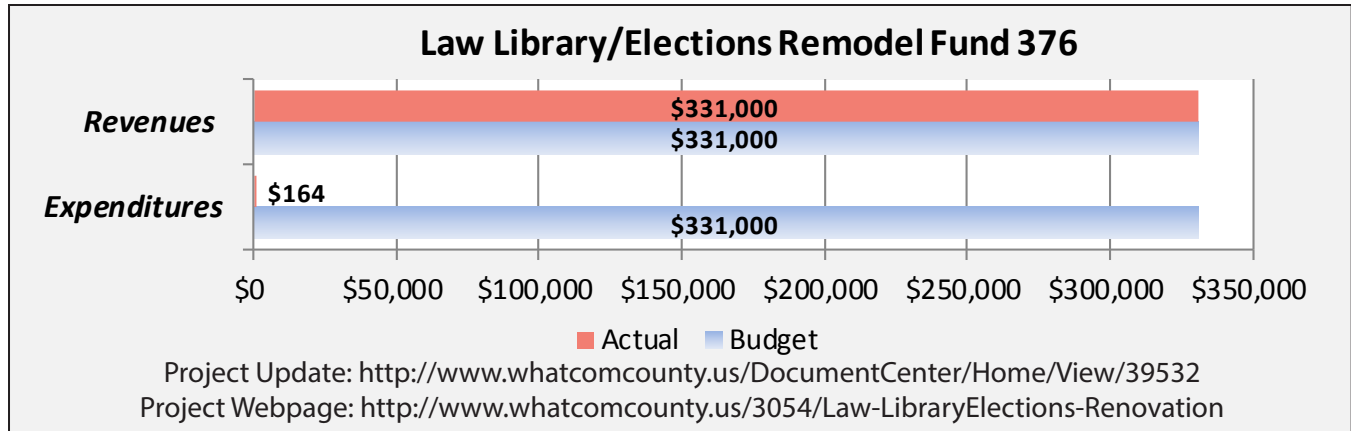 Law Library/Elections Remodel Fund 376
Revenues
$331,000
$331,000
Expenditures
$164
$331,000
$0 $50,000 $100,000 $150,000 $200,000 $250,000 $300,000 $350,000
Actual Budget
Project Update: http://www.whatcomcounty.us/DocumentCenter/Home/View/39532
Project Webpage: http://www.whatcomcounty.us/3054/Law-LibraryElections-Renovation